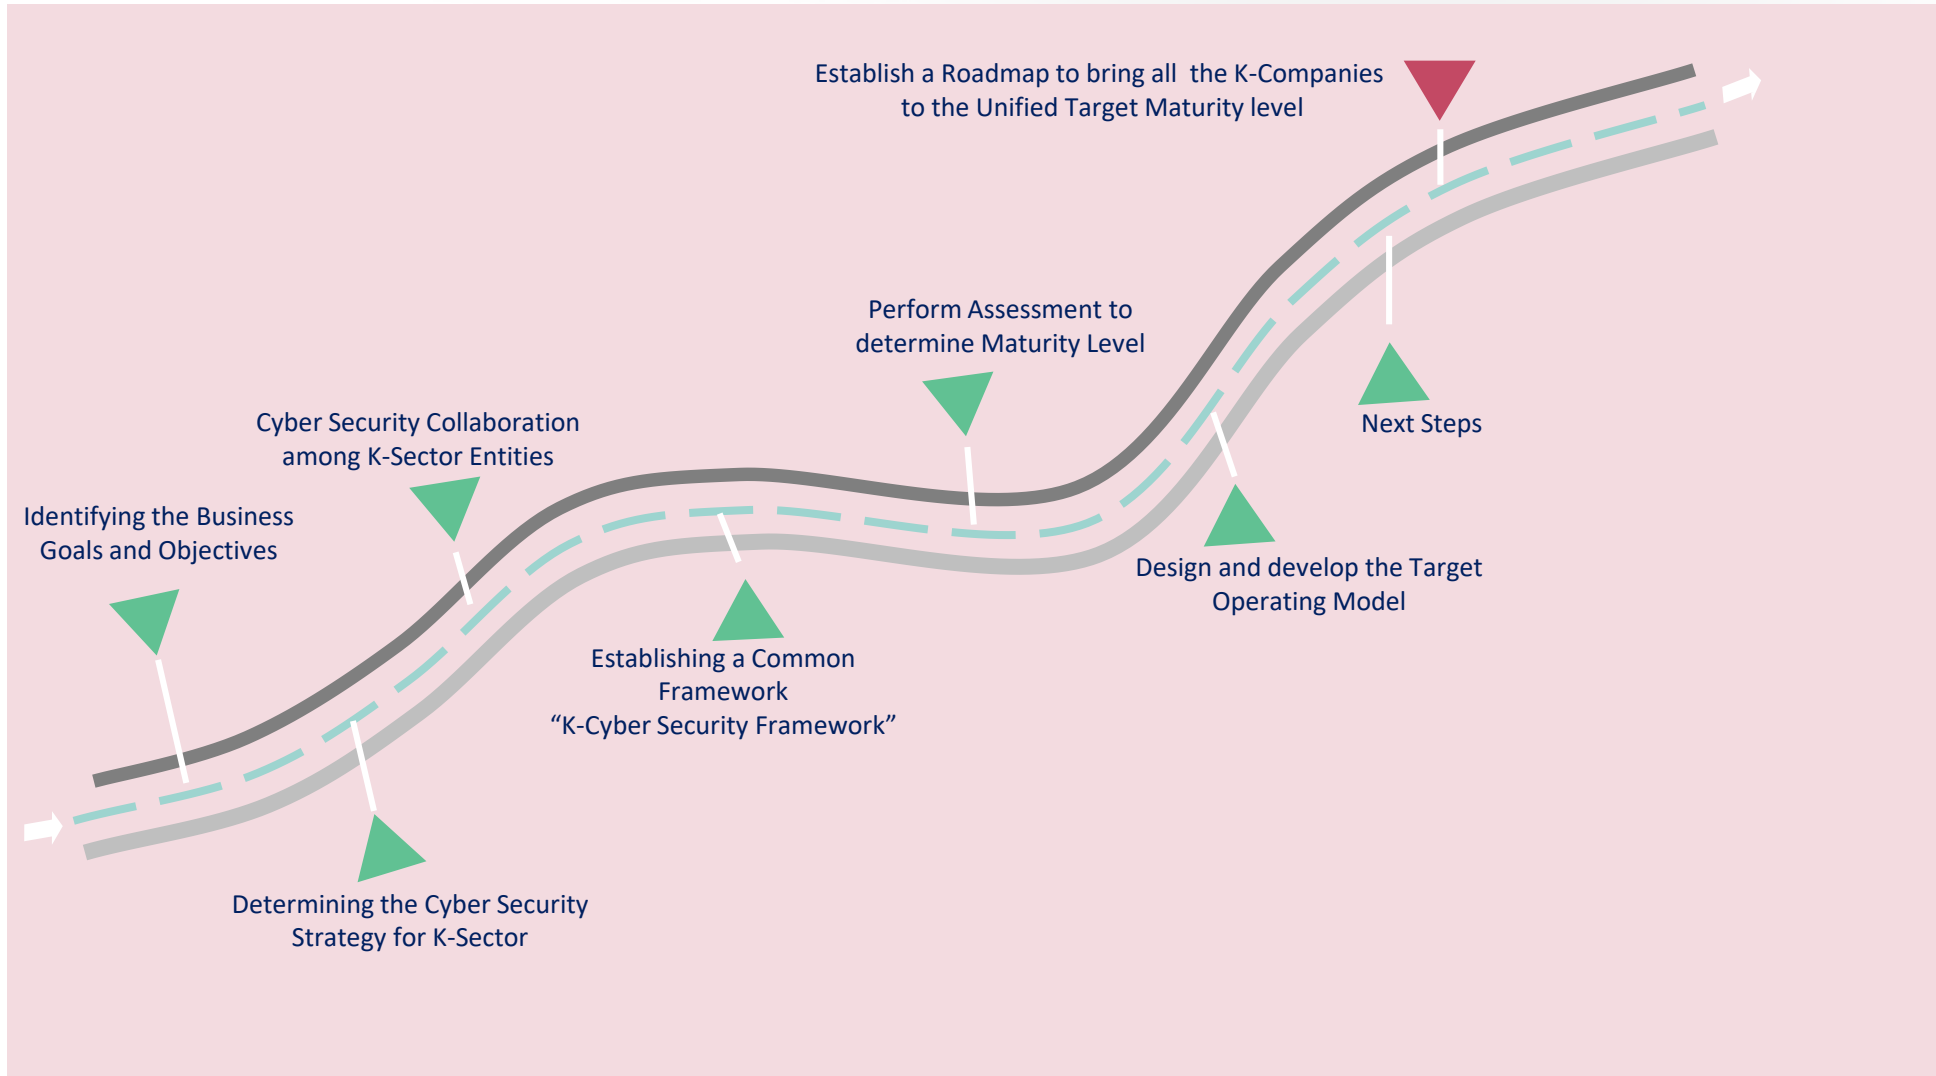 Establish a Roadmap to bring all the K-Companies
to the Unified Target Maturity level
Perform Assessment to
determine Maturity Level
Cyber Security Collaboration
among K-Sector Entities
Next Steps
Identifying the Business
Goals and Objectives
Design and develop the Target
Operating Model
Establishing a Common
Framework
“K-Cyber Security Framework”
Determining the Cyber Security
Strategy for K-Sector